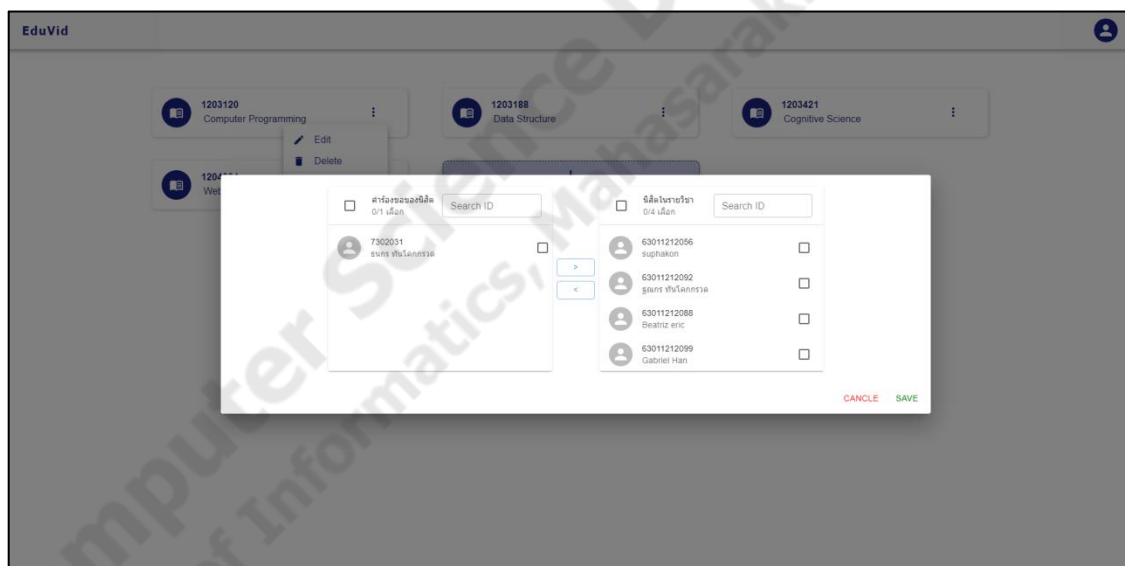 EduVid
1203120
Computer Programming
1203188
Data Structure
1203421
Cognitive Science
Edit
Delete
คำร้องขอของนิสิต
0/1 เลือก
Search ID
นิสิตในรายวิชา
0/4 เลือก
Search ID
7302031
ธนกร ทันโคกกรวด
>
<
63011212056
suphakon
63011212092
ฐณกร ทันโคกกรวด
63011212088
Beatriz eric
63011212099
Gabriel Han
CANCLE SAVE